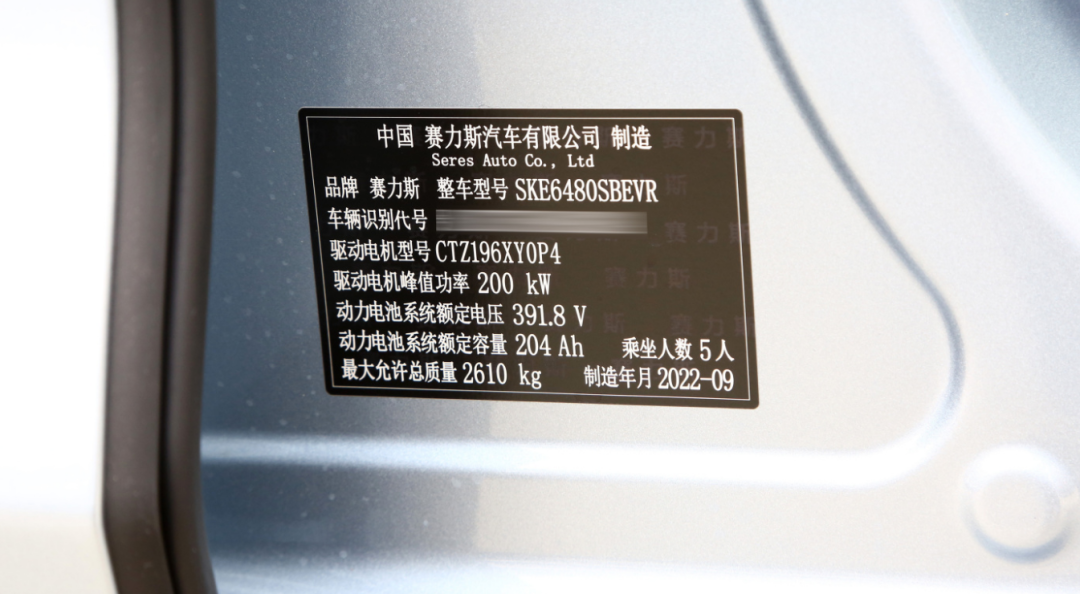 中国 赛力斯汽车有限公司 制造
Seres Auto Co., Ltd
品牌 赛力斯 整车型号 SKE6480SBEVR
车辆识别代号
驱动电机型号 CTZ196XY0P4
驱动电机峰值功率 200 kW
动力电池系统额定电压 391.8 V
动力电池系统额定容量 204 Ah 乘坐人数 5 人
最大允许总质量 2610 kg 制造年月 2022-09